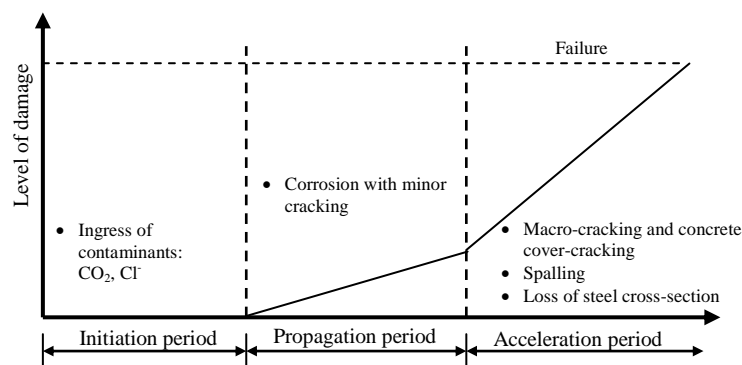 Failure
Level of damage
• Corrosion with minor
cracking
• Ingress of
contaminants:
CO₂, Cl⁻
• Macro-cracking and concrete
cover-cracking
• Spalling
• Loss of steel cross-section
Initiation period
Propagation period
Acceleration period